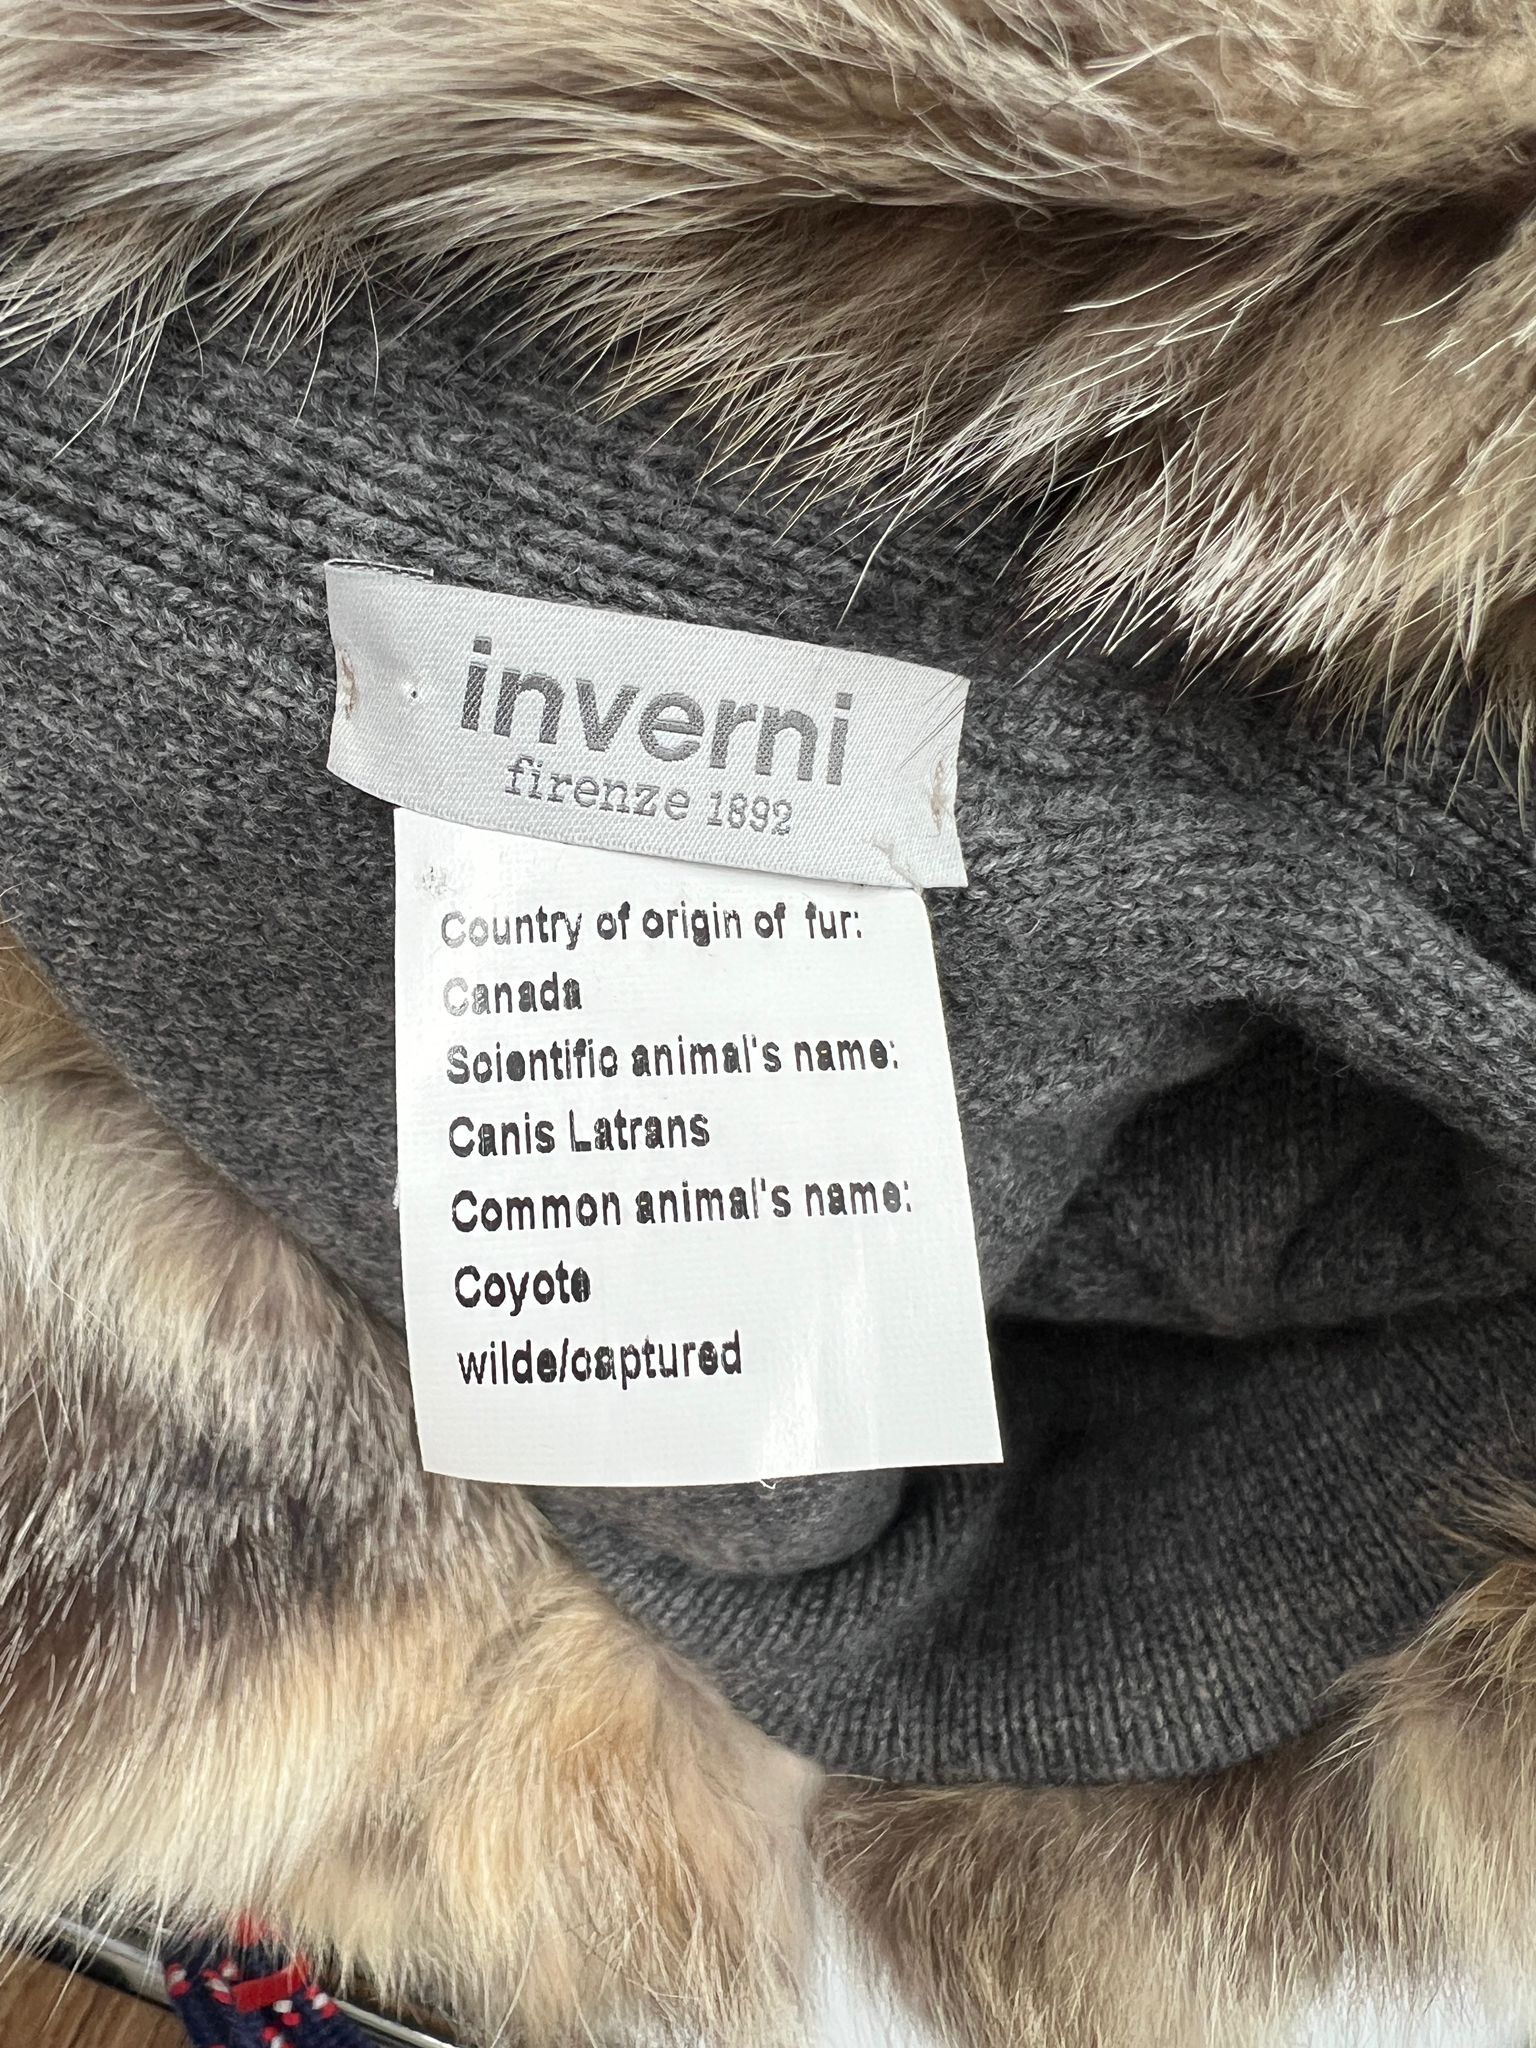 inverni
firenze 1892
Country of origin of fur:
Canada
Scientific animal's name:
Canis Latrans
Common animal's name:
Coyote
wilde/captured